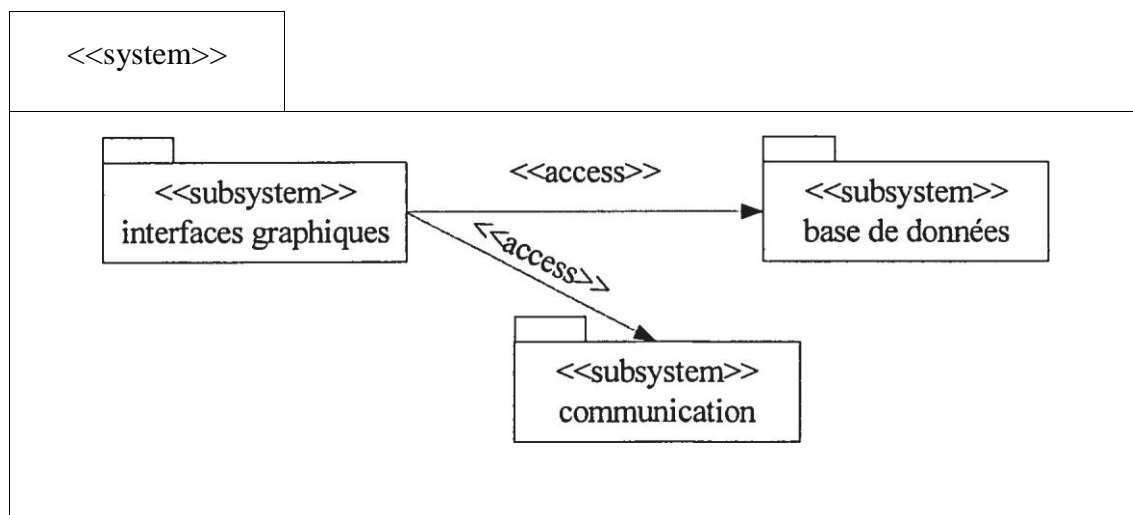 <<system>>
<<subsystem>>
interfaces graphiques
<<access>>
<<subsystem>>
base de données
<<access>>
<<subsystem>>
communication